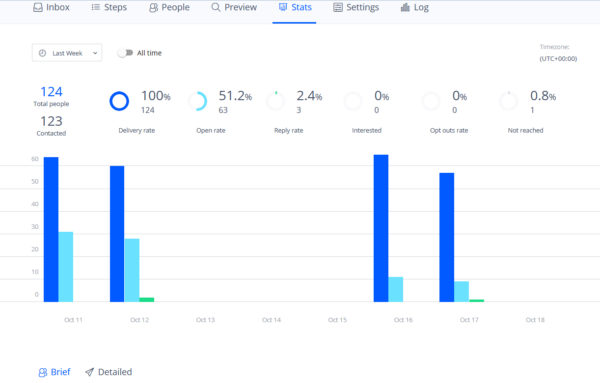 Inbox Steps People Preview Stats Settings Log
Last Week All time
Timezone:
(UTC+00:00)
124
Total people
123
Contacted
100%
124
Delivery rate
51.2%
63
Open rate
2.4%
3
Reply rate
0%
0
Interested
0%
0
Opt outs rate
0.8%
1
Not reached
60
50
40
30
20
10
0
Oct 11 Oct 12 Oct 13 Oct 14 Oct 15 Oct 16 Oct 17 Oct 18
Brief Detailed